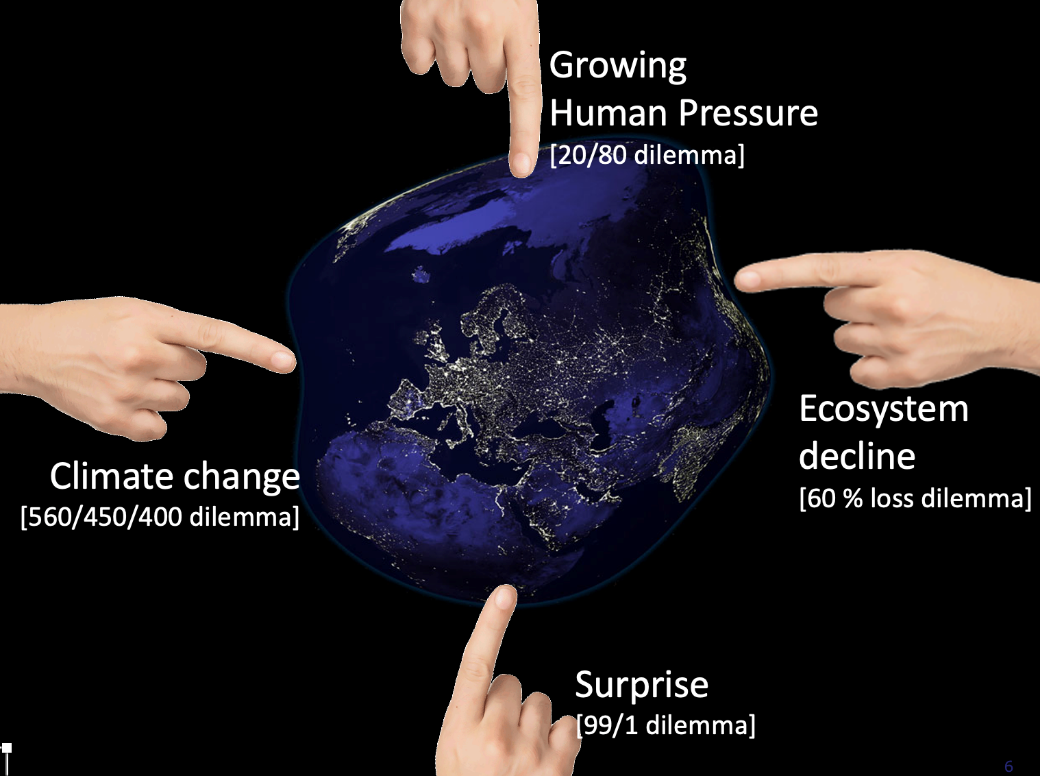 Growing
Human Pressure
[20/80 dilemma]
Ecosystem
decline
[60 % loss dilemma]
Climate change
[560/450/400 dilemma]
Surprise
[99/1 dilemma]
6